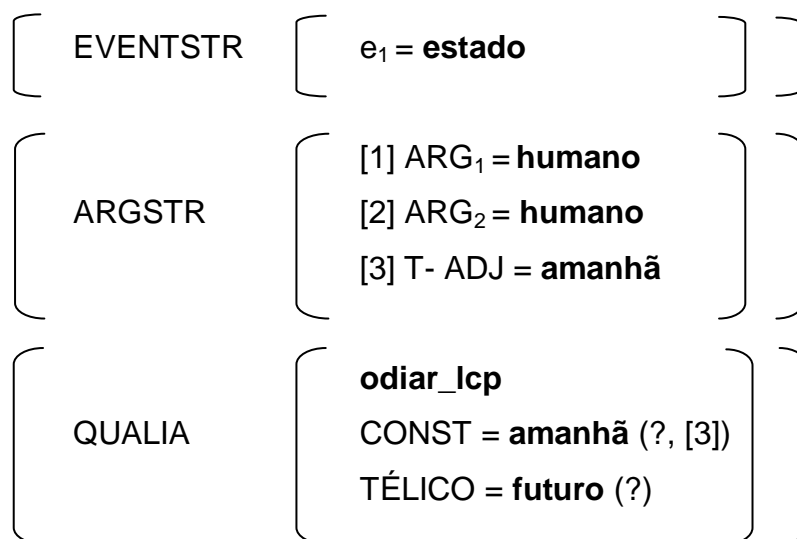 EVENTSTR e₁ = estado
[1] ARG₁ = humano
ARGSTR [2] ARG₂ = humano
[3] T- ADJ = amanhã
odiar_lcp
QUALIA CONST = amanhã (?, [3])
TÉLICO = futuro (?)